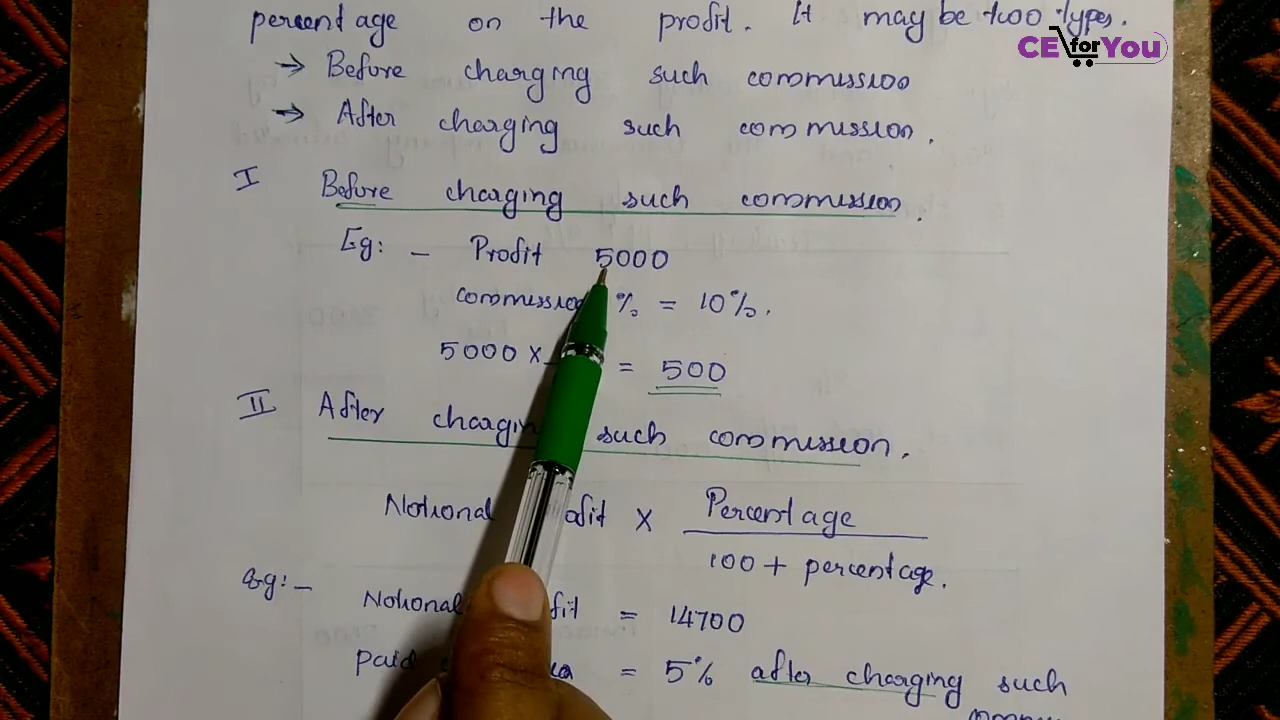 percentage on the profit. It may be two types.
CE for You
→ Before charging such commission
→ After charging such commission.
I Before charging such commission.
Eg: - Profit 5000
commission % = 10%.
5000 x = 500
II After charging such commission.
Notional Profit x Percentage
100 + percentage.
Eg:- Notional Profit = 14700
Paid = 5% after charging such